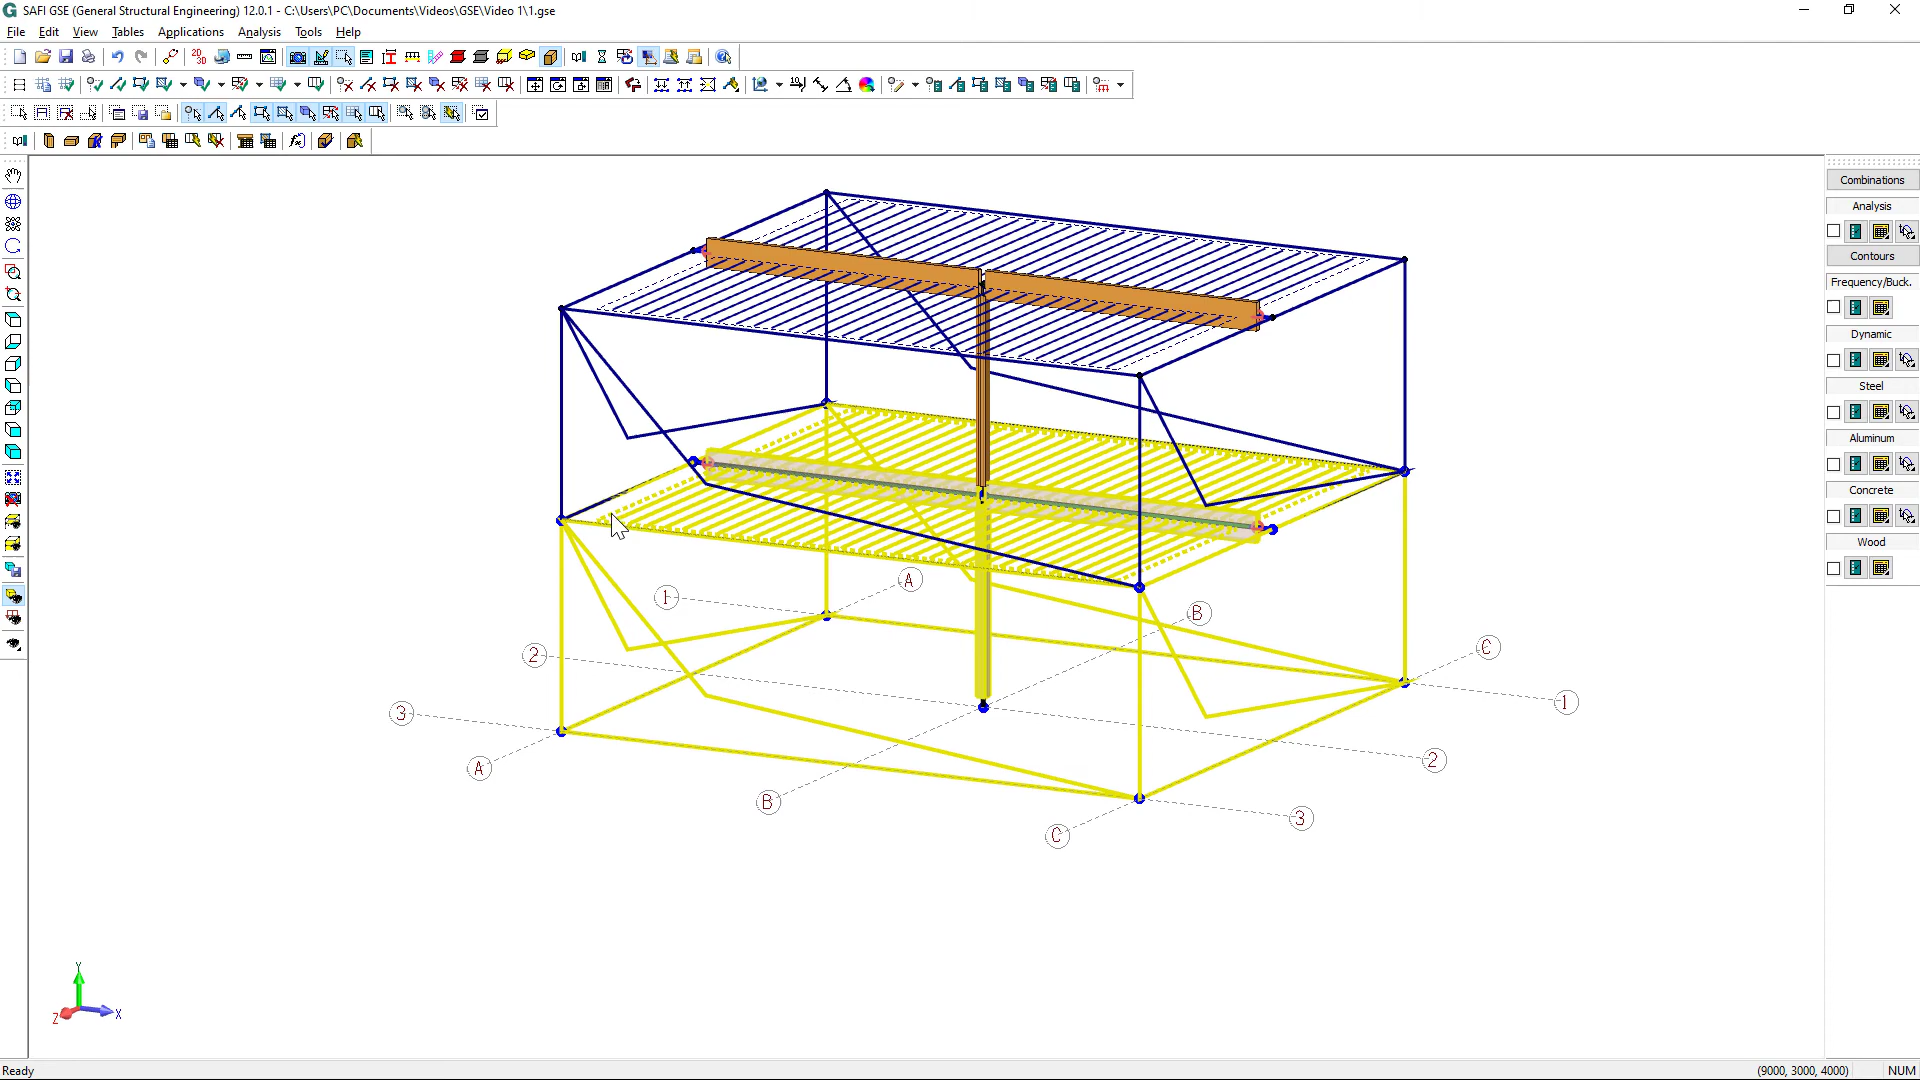 SAFI GSE (General Structural Engineering) 12.0.1 - C:\Users\PC\Documents\Videos\GSE\Video 1\1.gse
File Edit View Tables Applications Analysis Tools Help
Combinations
Analysis
Contours
Frequency/Buck.
Dynamic
Steel
Aluminum
Concrete
Wood
A
1
B
2
C
3
1
A
2
B
3
C
Y
Z X
Ready (9000, 3000, 4000) NUM